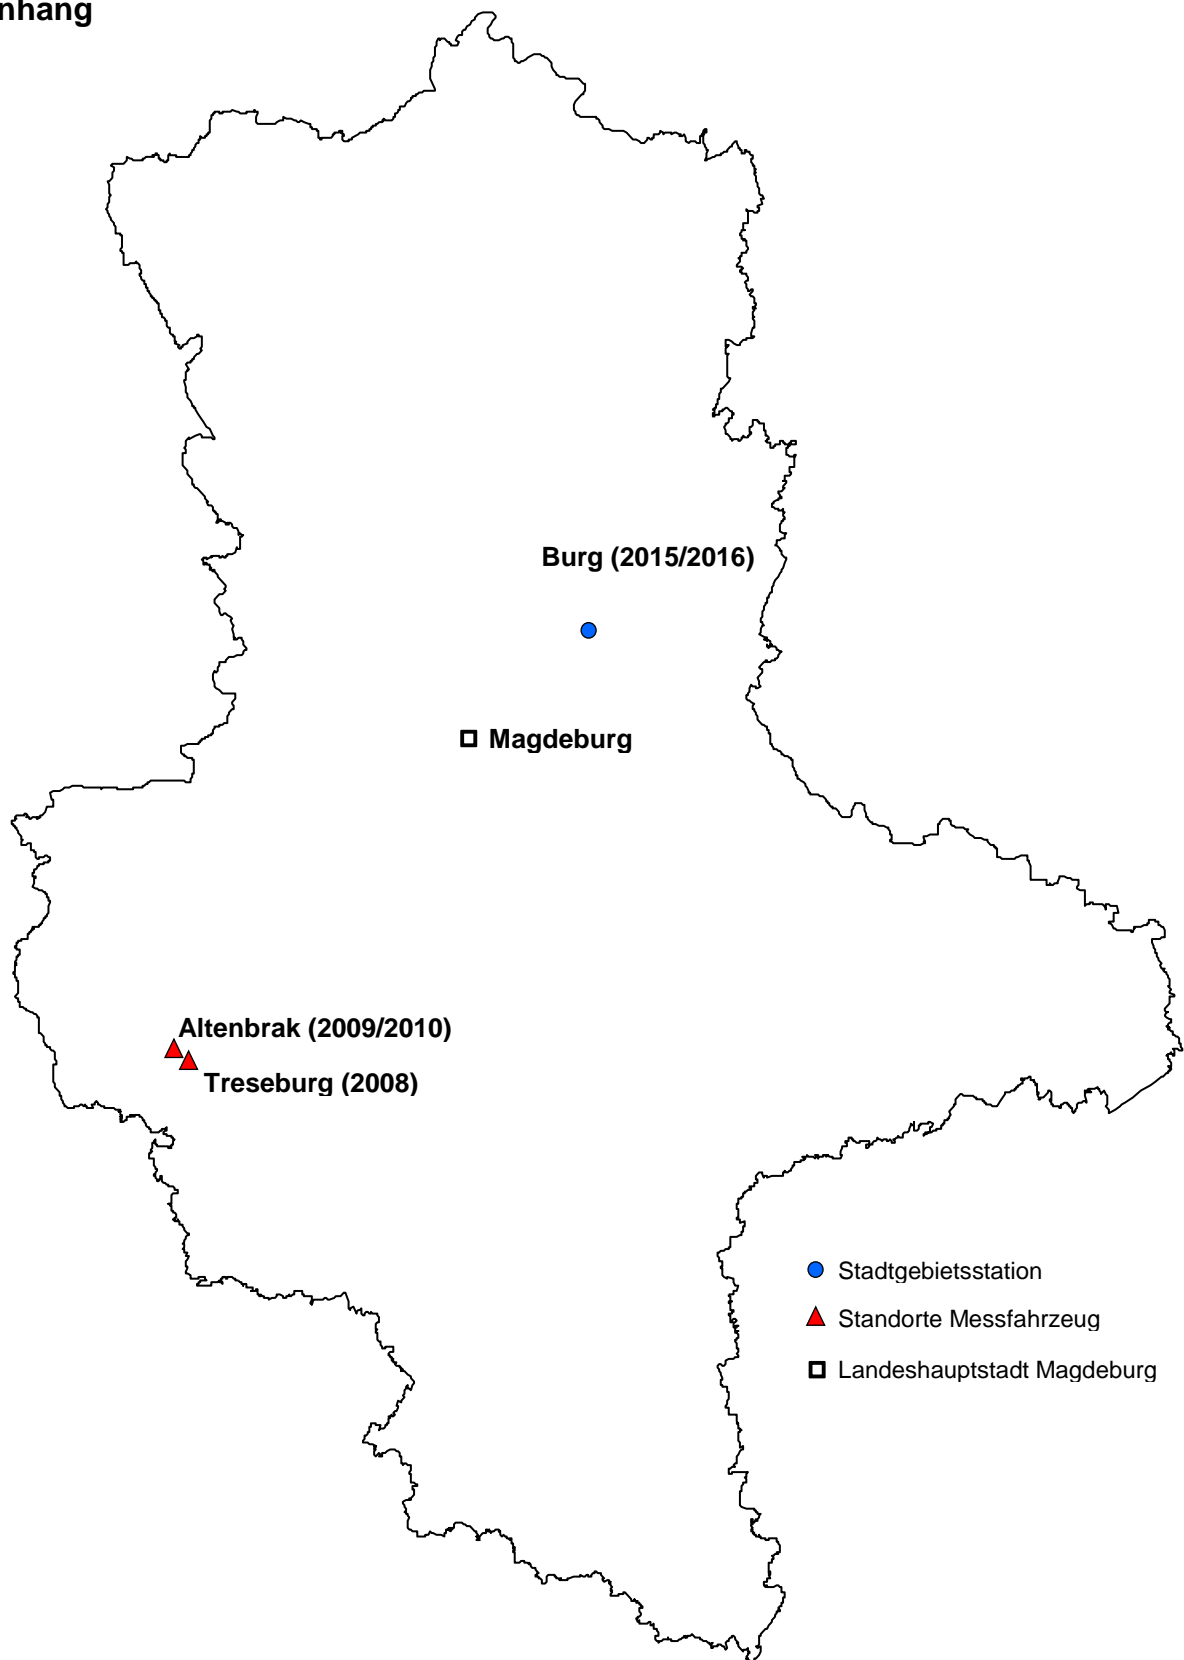 nhang
Burg (2015/2016)
Magdeburg
Altenbrak (2009/2010)
Treseburg (2008)
Stadtgebietsstation
Standorte Messfahrzeug
Landeshauptstadt Magdeburg